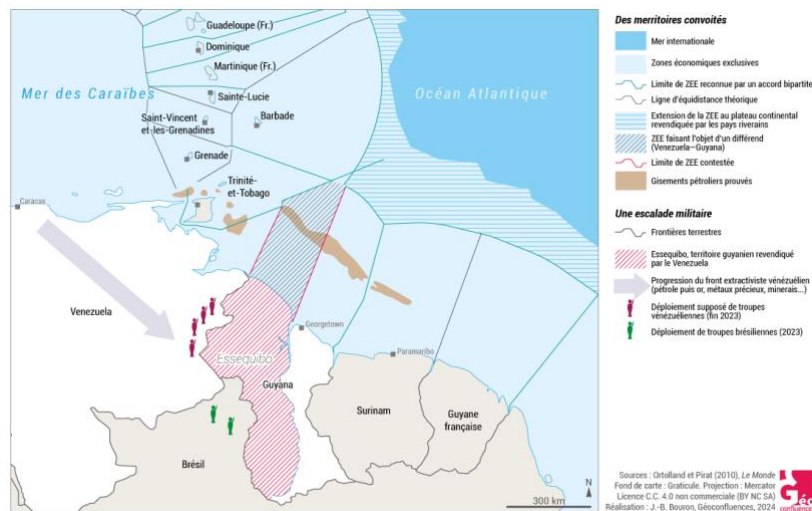 Guadeloupe (Fr.)
Dominique
Martinique (Fr.)
Mer des Caraïbes
Sainte-Lucie
Océan Atlantique
Saint-Vincent
et-les-Grenadines
Barbade
Grenade
Trinité-
et-Tobago
Caracas
Venezuela
Georgetown
Essequibo
Paramaribo
Guyana
Surinam
Guyane
française
Brésil
N
300 km
Des merritoires convoités
Mer internationale
Zones économiques exclusives
Limite de ZEE reconnue par un accord bipartite
Ligne d'équidistance théorique
Extension de la ZEE au plateau continental
revendiquée par les pays riverains
ZEE faisant l'objet d'un différend
(Venezuela—Guyana)
Limite de ZEE contestée
Gisements pétroliers prouvés
Une escalade militaire
Frontières terrestres
Essequibo, territoire guyanien revendiqué
par le Venezuela
Progression du front extractiviste vénézuélien
(pétrole puis or, métaux précieux, minerais...)
Déploiement supposé de troupes
vénézuéliennes (fin 2023)
Déploiement de troupes brésiliennes (2023)
Sources : Ortolland et Pirat (2010), Le Monde
Fond de carte : Graticule. Projection : Mercator
Licence C.C. 4.0 non commerciale (BY NC SA)
Réalisation : J.-B. Bouron, Géoconfluences, 2024
Géo
confluences